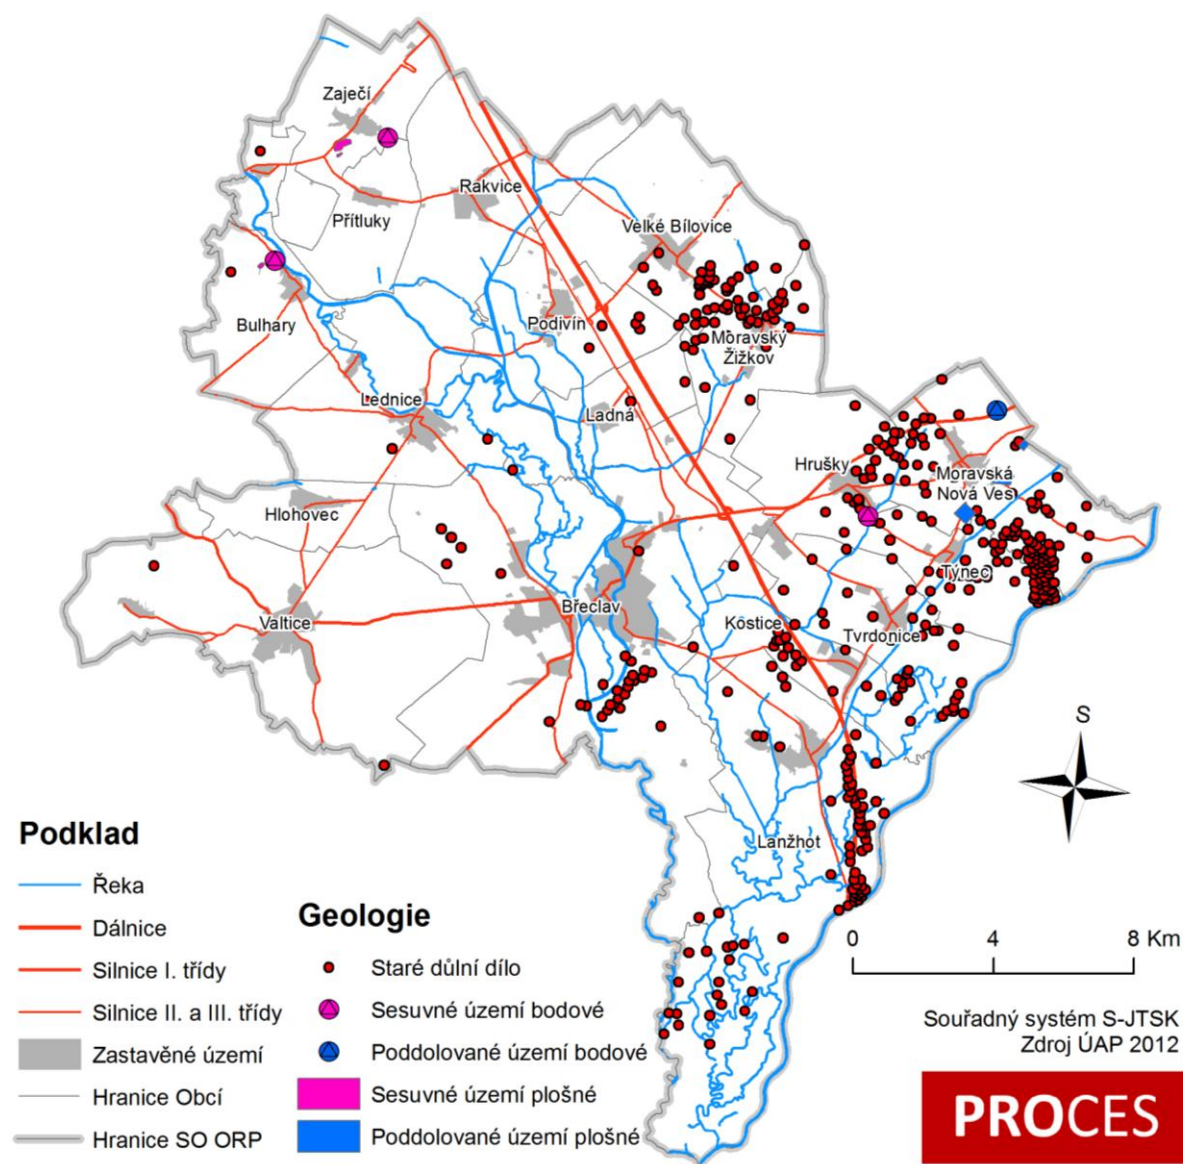 Zaječí
Rakvice
Přítluky
Velké Bílovice
Bulhary
Podivín
Moravský
Žižkov
Lednice
Ladná
Hrušky
Moravská
Nová Ves
Hlohovec
Týnec
Valtice
Břeclav
Kostice
Tvrdonice
S
Lanžhot
Podklad
Řeka
Dálnice
Silnice I. třídy
Silnice II. a III. třídy
Zastavěné území
Hranice Obcí
Hranice SO ORP
Geologie
Staré důlní dílo
Sesuvné území bodové
Poddolované území bodové
Sesuvné území plošné
Poddolované území plošné
0 4 8 Km
Souřadný systém S-JTSK
Zdroj ÚAP 2012
PROCES